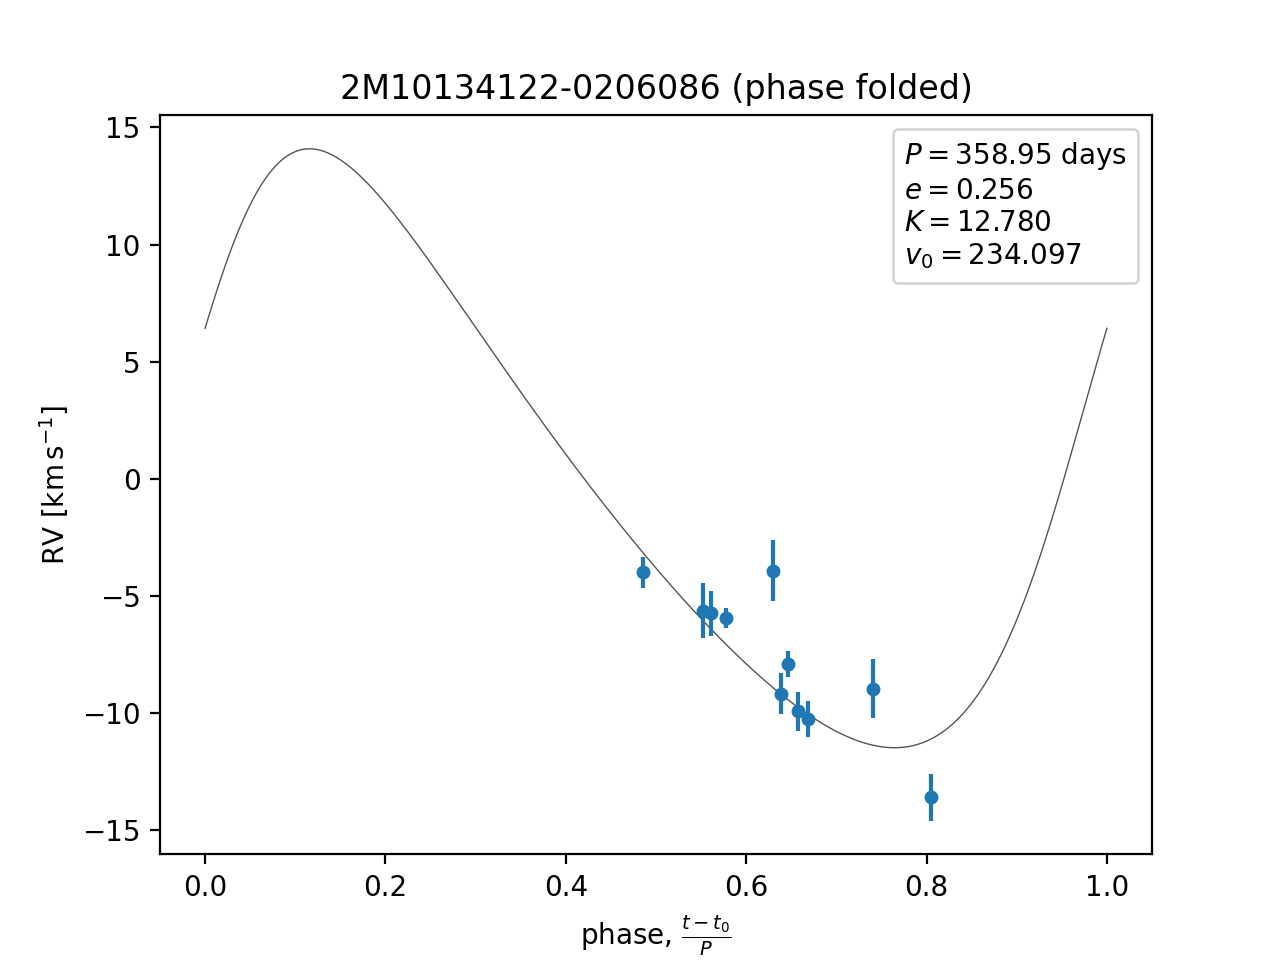 2M10134122-0206086 (phase folded)
P = 358.95 days
e = 0.256
K = 12.780
v₀ = 234.097
RV [km s⁻¹]
15
10
5
0
−5
−10
−15
0.0 0.2 0.4 0.6 0.8 1.0
phase, (t − t₀)/P